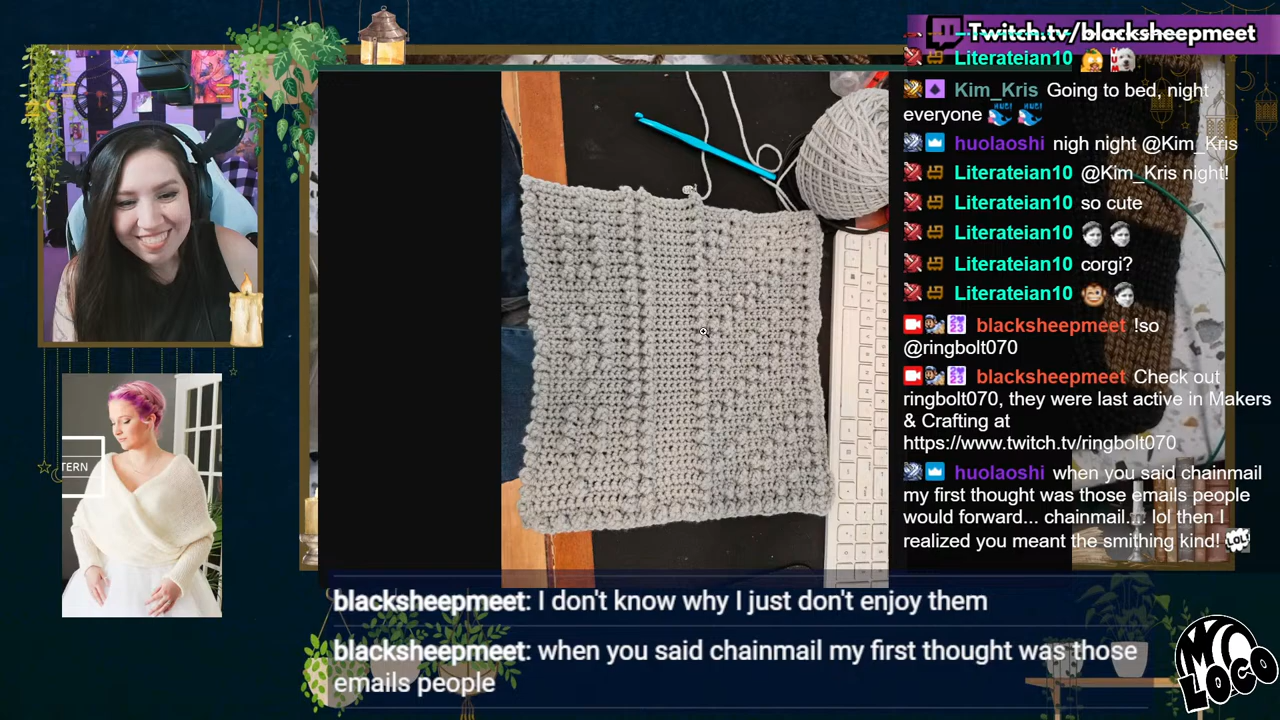 Twitch.tv/blacksheepmeet
Literateian10
Kim_Kris Going to bed, night
everyone
huolaoshi nigh night @Kim_Kris
Literateian10 @Kim_Kris night!
Literateian10 so cute
Literateian10
Literateian10 corgi?
Literateian10
blacksheepmeet !so
@ringbolt070
blacksheepmeet Check out
ringbolt070, they were last active in Makers
& Crafting at
https://www.twitch.tv/ringbolt070
huolaoshi when you said chainmail
my first thought was those emails people
would forward... chainmail.... lol then I
realized you meant the smithing kind! LOL!
TERN
blacksheepmeet: I don't know why I just don't enjoy them
blacksheepmeet: when you said chainmail my first thought was those
emails people
MC
LOCO